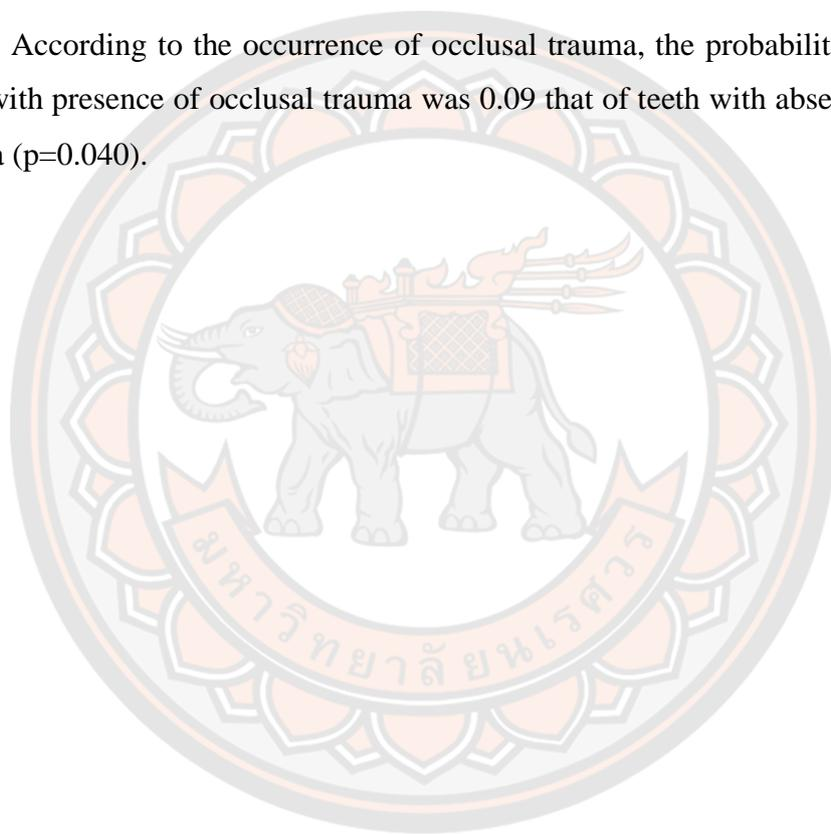 According to the occurrence of occlusal trauma, the
with presence of occlusal trauma was 0.09 that of teeth with
(p=0.040).
มหาวิทยาลัยนเรศวร